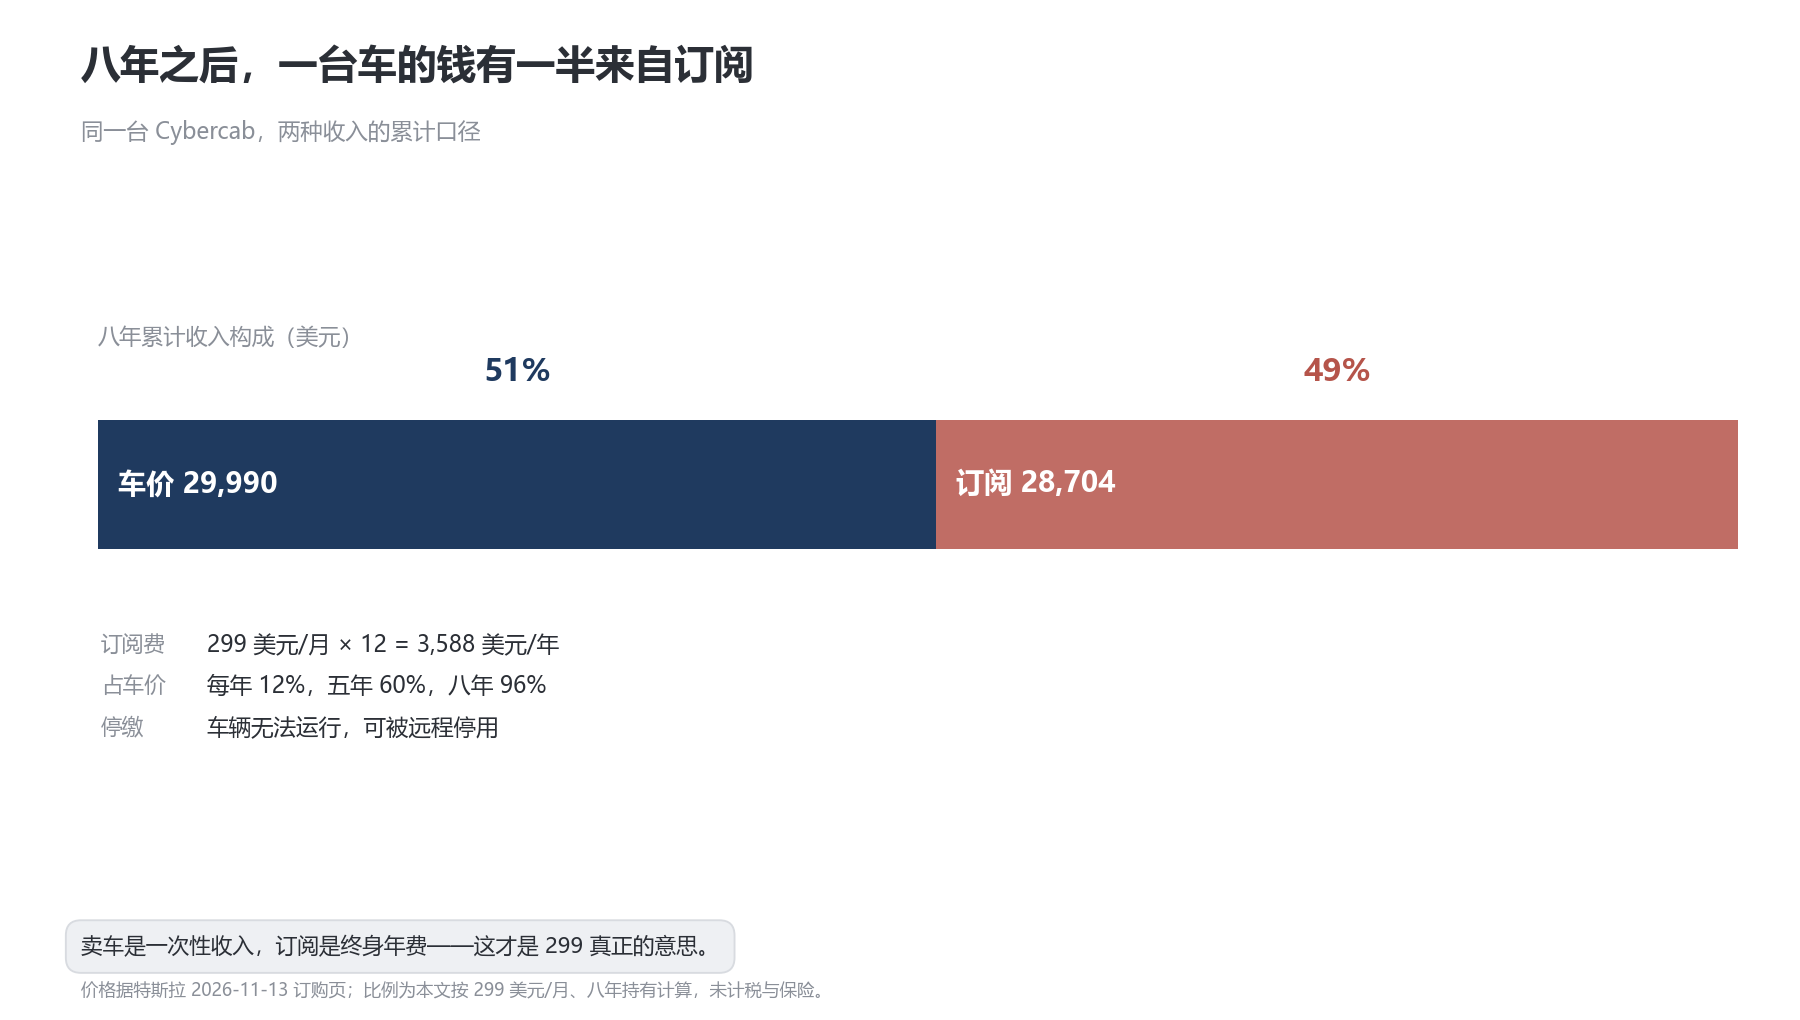 八年之后，一台车的钱有一半来自订阅
同一台 Cybercab，两种收入的累计口径
八年累计收入构成（美元）
51%
49%
车价 29,990
订阅 28,704
订阅费 299 美元/月 × 12 = 3,588 美元/年
占车价 每年 12%，五年 60%，八年 96%
停缴 车辆无法运行，可被远程停用
卖车是一次性收入，订阅是终身年费——这才是 299 真正的意思。
价格据特斯拉 2026-11-13 订购页；比例为本文按 299 美元/月、八年持有计算，未计税与保险。